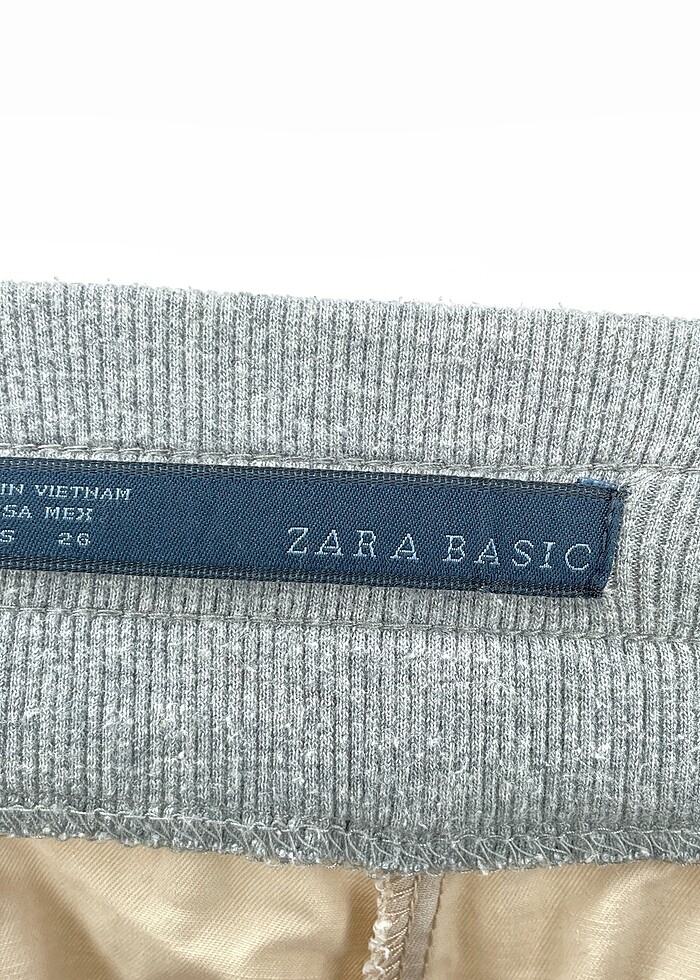 IN VIETNAM
SA MEX
S 26
ZARA BASIC